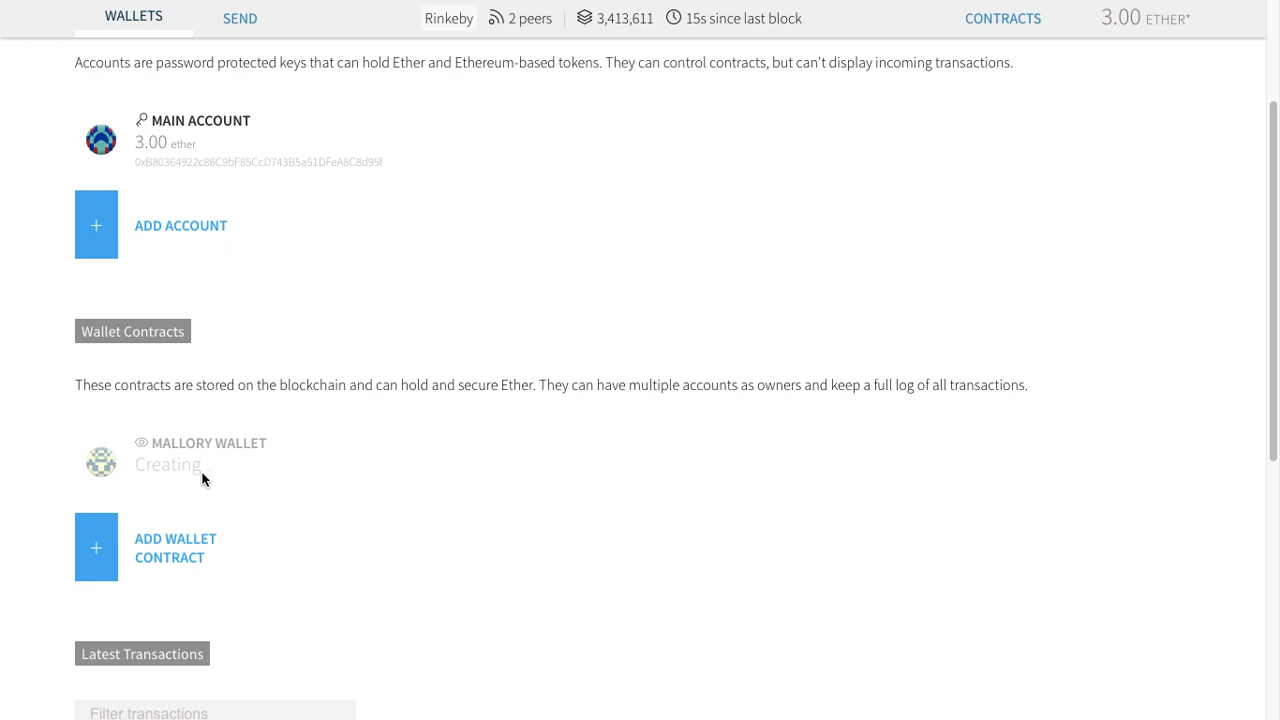 WALLETS SEND Rinkeby 2 peers 3,413,611 15s since last block CONTRACTS 3.00 ETHER*
Accounts are password protected keys that can hold Ether and Ethereum-based tokens. They can control contracts, but can't display incoming transactions.
MAIN ACCOUNT
3.00 ether
0xB80364922c86C9bF85CcD743B5a51DFeA8C8d95f
+ ADD ACCOUNT
Wallet Contracts
These contracts are stored on the blockchain and can hold and secure Ether. They can have multiple accounts as owners and keep a full log of all transactions.
MALLORY WALLET
Creating...
+ ADD WALLET
CONTRACT
Latest Transactions
Filter transactions